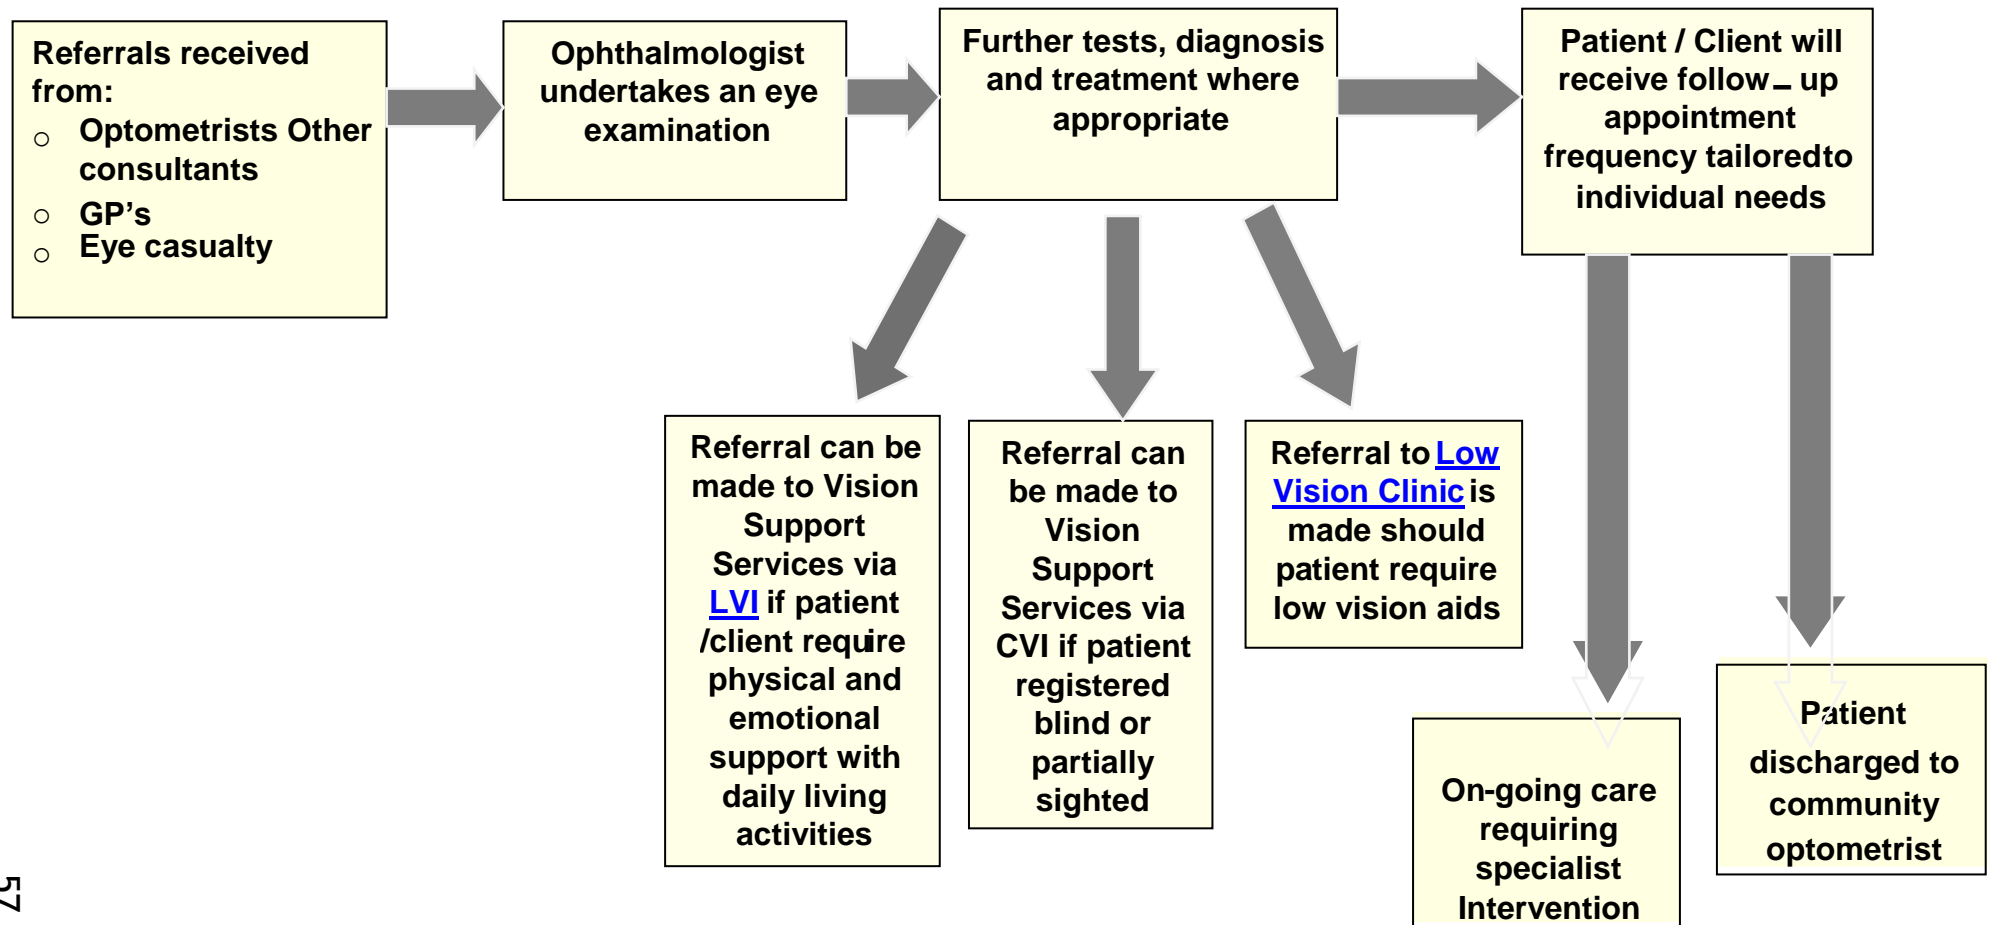 Referrals received
from:
○ Optometrists Other
consultants
○ GP's
○ Eye casualty
Ophthalmologist
undertakes an eye
examination
Further tests, diagnosis
and treatment where
appropriate
Patient / Client will
receive follow – up
appointment
frequency tailoredto
individual needs
Referral can be
made to Vision
Support
Services via
LVI if patient
/client require
physical and
emotional
support with
daily living
activities
Referral can
be made to
Vision
Support
Services via
CVI if patient
registered
blind or
partially
sighted
Referral to Low
Vision Clinic is
made should
patient require
low vision aids
On-going care
requiring
specialist
Intervention
Patient
discharged to
community
optometrist
57